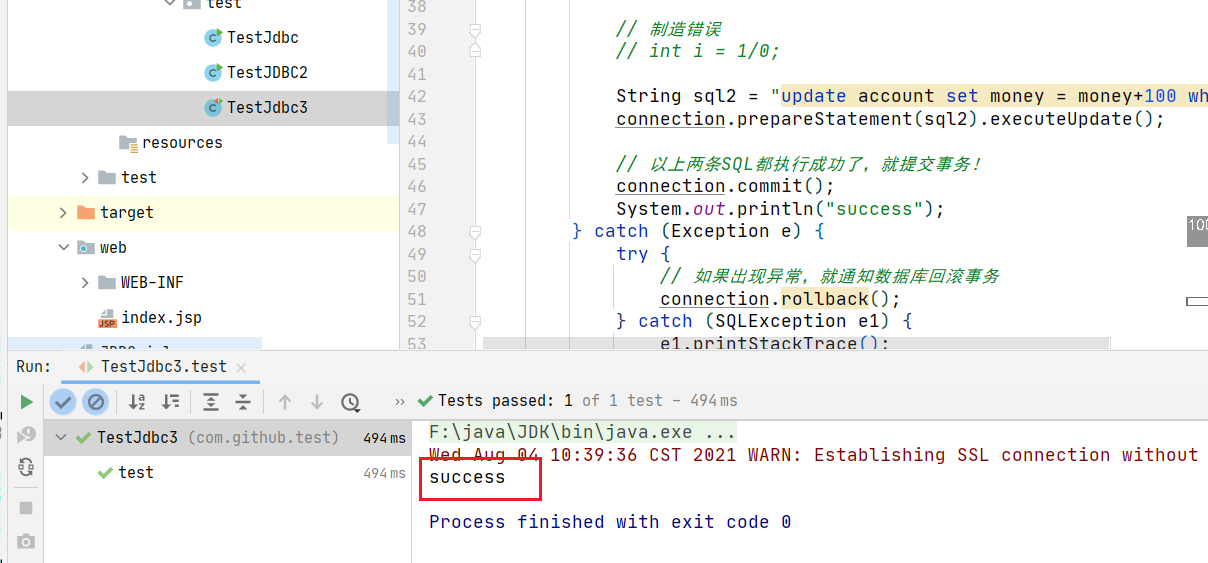 test
TestJdbc
TestJDBC2
TestJdbc3
resources
test
target
web
WEB-INF
index.jsp
38
39 // 制造错误
40 // int i = 1/0;
41
42 String sql2 = "update account set money = money+100 wh
43 connection.prepareStatement(sql2).executeUpdate();
44
45 // 以上两条SQL都执行成功了，就提交事务！
46 connection.commit();
47 System.out.println("success");
48 } catch (Exception e) {
49 try {
50 // 如果出现异常，就通知数据库回滚事务
51 connection.rollback();
52 } catch (SQLException e1) {
53 e1.printStackTrace();
100
Run: TestJdbc3.test
Tests passed: 1 of 1 test – 494 ms
TestJdbc3 (com.github.test) 494 ms
test 494 ms
F:\java\JDK\bin\java.exe ...
Wed Aug 04 10:39:36 CST 2021 WARN: Establishing SSL connection without
success
Process finished with exit code 0